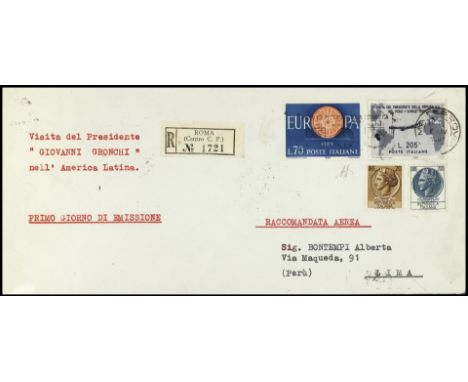 Visita del Presidente
" GIOVANNI GRONCHI "
nell'America Latina.
PRIMO GIORNO DI EMISSIONE
R
ROMA
(Centro C. P.)
№ 1721
EUROPA
L.70 POSTE ITALIANE
L. 205
POSTE ITALIANE
RACCOMANDATA AEREA
Sig. BONTEMPI Alberta
Via Maqueda, 91
(Perù) LIMA